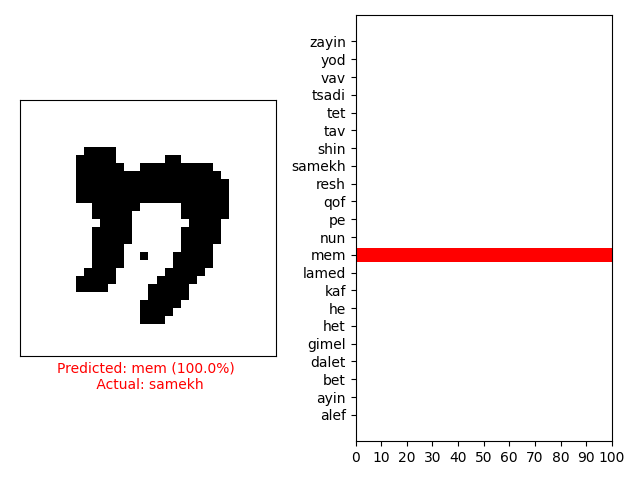 zayin
yod
vav
tsadi
tet
tav
shin
samekh
resh
qof
pe
nun
mem
lamed
kaf
he
het
gimel
dalet
bet
ayin
alef
0 10 20 30 40 50 60 70 80 90 100
Predicted: mem (100.0%)
Actual: samekh